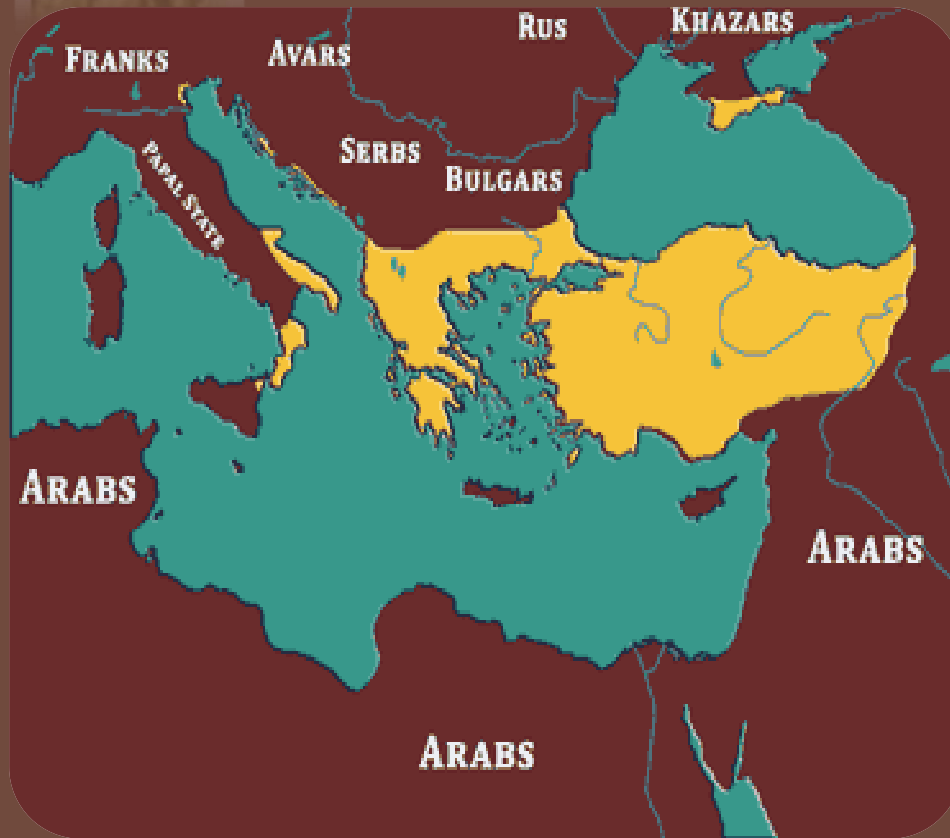 RUS
KHAZARS
FRANKS
AVARS
SERBS
BULGARS
PAPAL STATE
ARABS
ARABS
ARABS